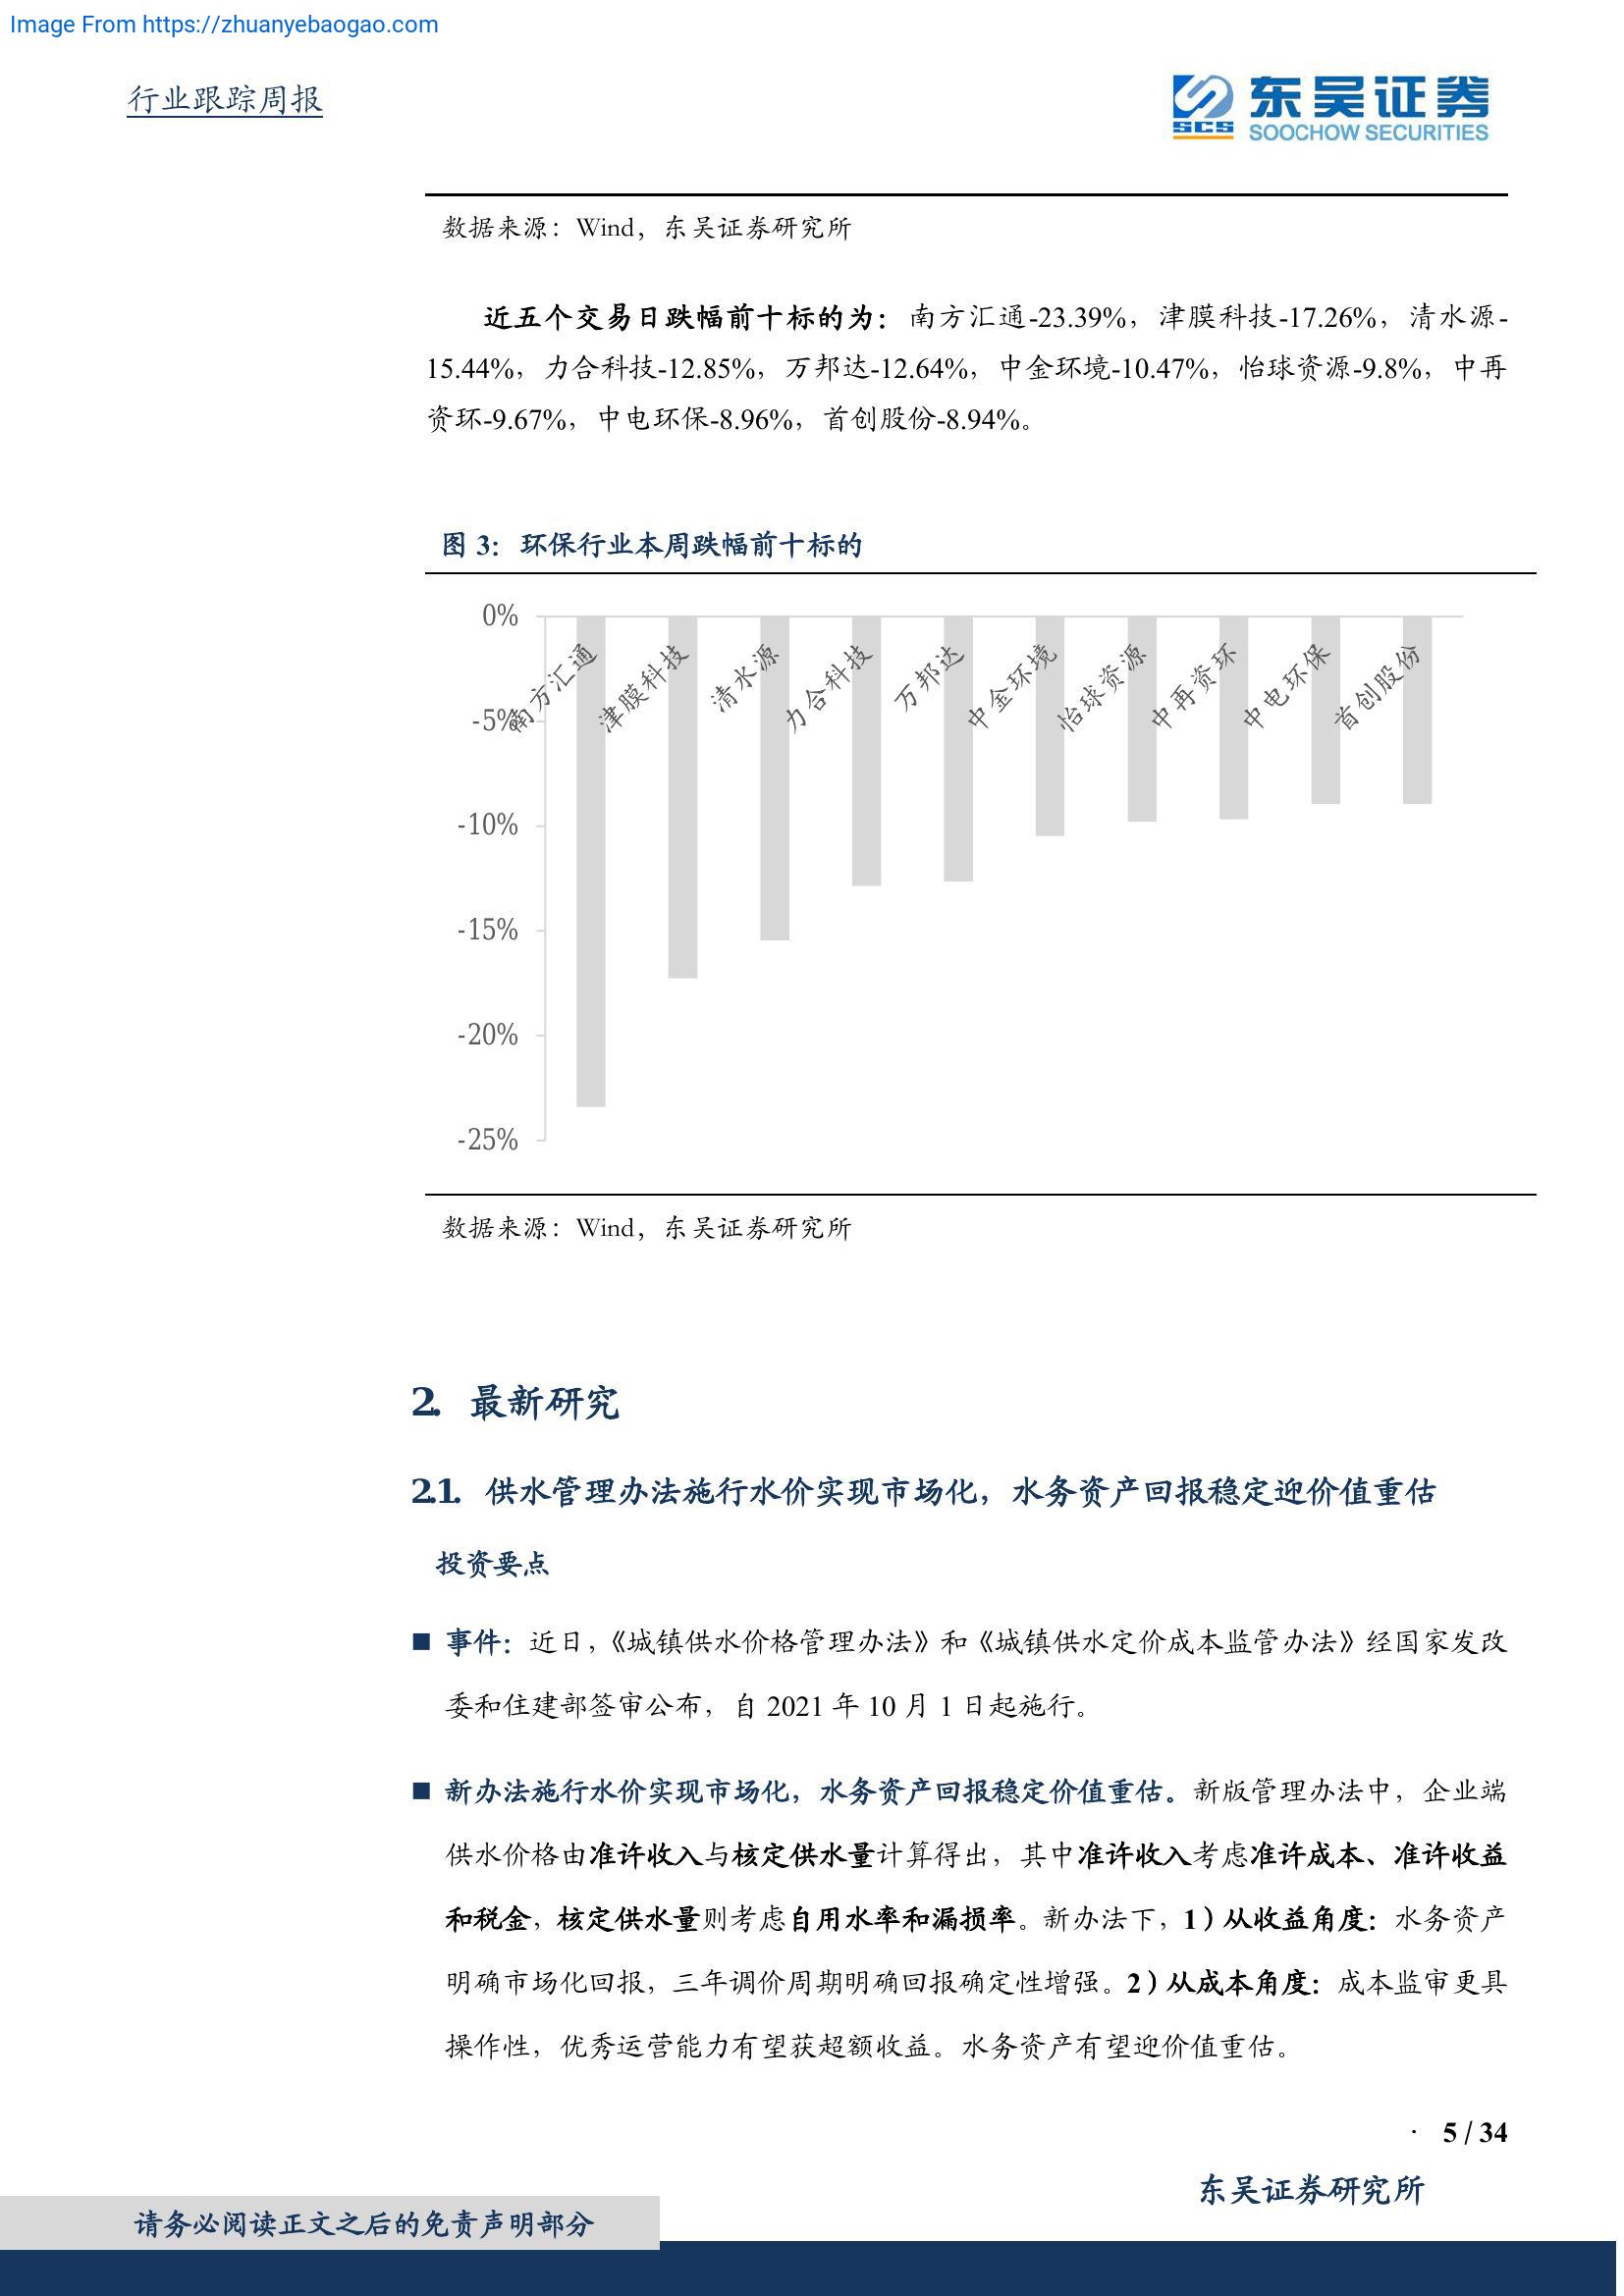 Image From https://zhuanyebaogao.com
行业跟踪周报
东吴证券
SCS
SOOCHOW SECURITIES
数据来源：Wind，东吴证券研究所
近五个交易日跌幅前十标的为：南方汇通-23.39%，津膜科技-17.26%，清水源-
15.44%，力合科技-12.85%，万邦达-12.64%，中金环境-10.47%，怡球资源-9.8%，中再
资环-9.67%，中电环保-8.96%，首创股份-8.94%。
图 3：环保行业本周跌幅前十标的
0%
-5%
-10%
-15%
-20%
-25%
南方汇通
津膜科技
清水源
力合科技
万邦达
中金环境
怡球资源
中再资环
中电环保
首创股份
数据来源：Wind，东吴证券研究所
2. 最新研究
2.1. 供水管理办法施行水价实现市场化，水务资产回报稳定迎价值重估
投资要点
■ 事件：近日，《城镇供水价格管理办法》和《城镇供水定价成本监管办法》经国家发改
委和住建部签审公布，自 2021 年 10 月 1 日起施行。
■ 新办法施行水价实现市场化，水务资产回报稳定价值重估。新版管理办法中，企业端
供水价格由准许收入与核定供水量计算得出，其中准许收入考虑准许成本、准许收益
和税金，核定供水量则考虑自用水率和漏损率。新办法下，1）从收益角度：水务资产
明确市场化回报，三年调价周期明确回报确定性增强。2）从成本角度：成本监审更具
操作性，优秀运营能力有望获超额收益。水务资产有望迎价值重估。
· 5 / 34
东吴证券研究所
请务必阅读正文之后的免责声明部分